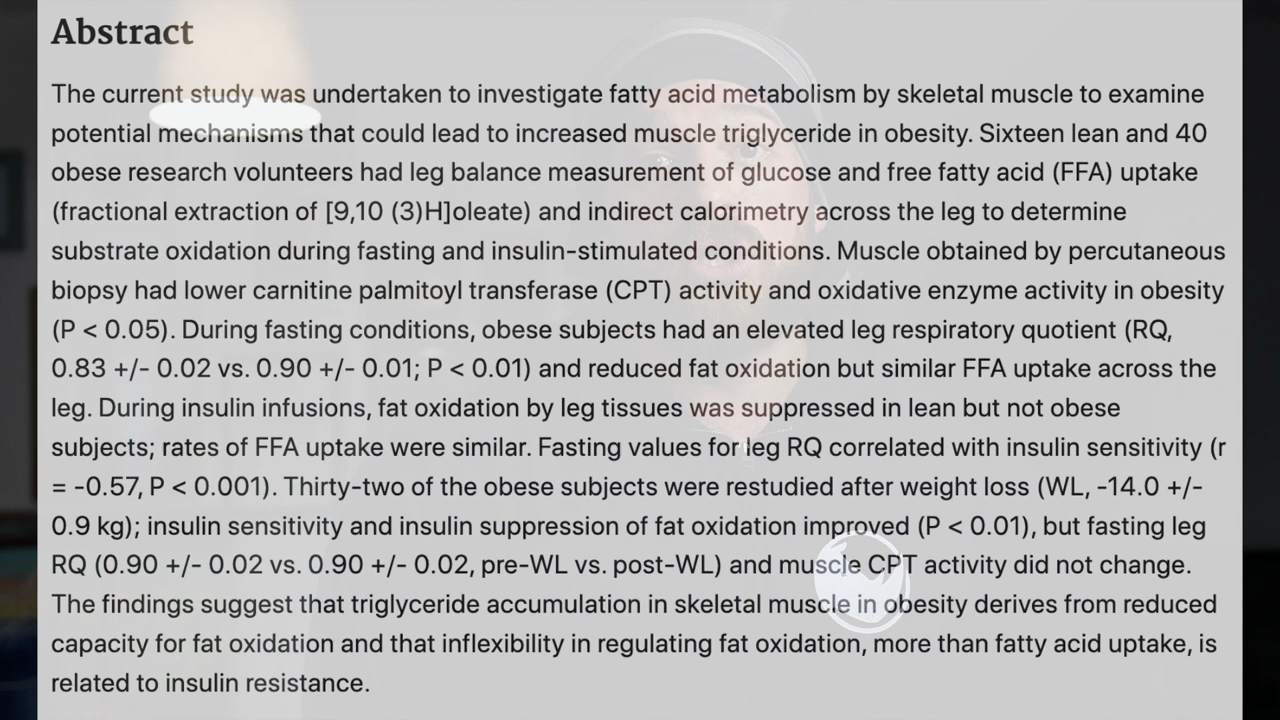 Abstract
The current study was undertaken to investigate fatty acid metabolism by skeletal muscle to examine
potential mechanisms that could lead to increased muscle triglyceride in obesity. Sixteen lean and 40
obese research volunteers had leg balance measurement of glucose and free fatty acid (FFA) uptake
(fractional extraction of [9,10 (3)H]oleate) and indirect calorimetry across the leg to determine
substrate oxidation during fasting and insulin-stimulated conditions. Muscle obtained by percutaneous
biopsy had lower carnitine palmitoyl transferase (CPT) activity and oxidative enzyme activity in obesity
(P < 0.05). During fasting conditions, obese subjects had an elevated leg respiratory quotient (RQ,
0.83 +/- 0.02 vs. 0.90 +/- 0.01; P < 0.01) and reduced fat oxidation but similar FFA uptake across the
leg. During insulin infusions, fat oxidation by leg tissues was suppressed in lean but not obese
subjects; rates of FFA uptake were similar. Fasting values for leg RQ correlated with insulin sensitivity (r
= -0.57, P < 0.001). Thirty-two of the obese subjects were restudied after weight loss (WL, -14.0 +/-
0.9 kg); insulin sensitivity and insulin suppression of fat oxidation improved (P < 0.01), but fasting leg
RQ (0.90 +/- 0.02 vs. 0.90 +/- 0.02, pre-WL vs. post-WL) and muscle CPT activity did not change.
The findings suggest that triglyceride accumulation in skeletal muscle in obesity derives from reduced
capacity for fat oxidation and that inflexibility in regulating fat oxidation, more than fatty acid uptake, is
related to insulin resistance.